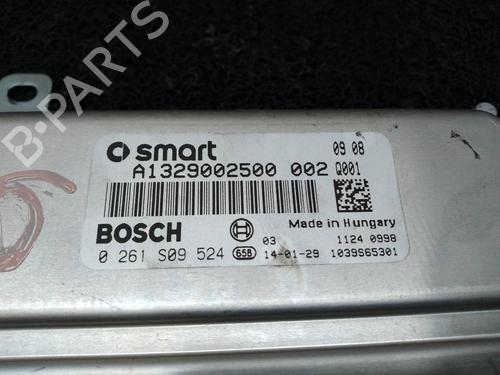 smart
09 08
A1329002500 002 Q001
Made in Hungary
BOSCH
03 1124 0998
0 261 S09 524 658 14-01-29 1039S65301
B-PARTS